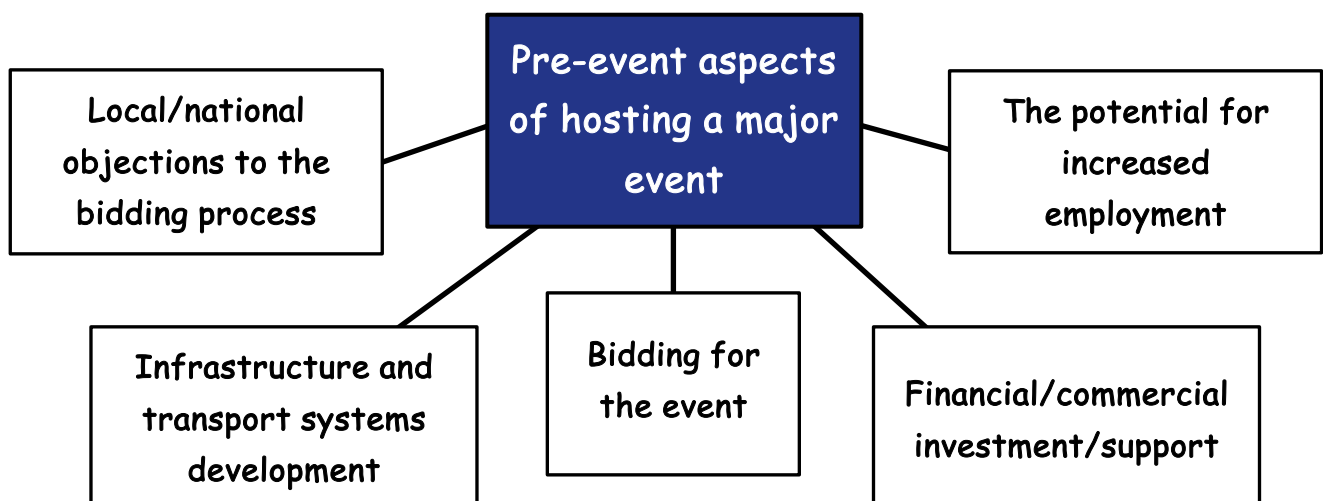 Pre-event aspects
of hosting a major
event
Local/national
objections to the
bidding process
The potential for
increased
employment
Infrastructure and
transport systems
development
Bidding for
the event
Financial/commercial
investment/support